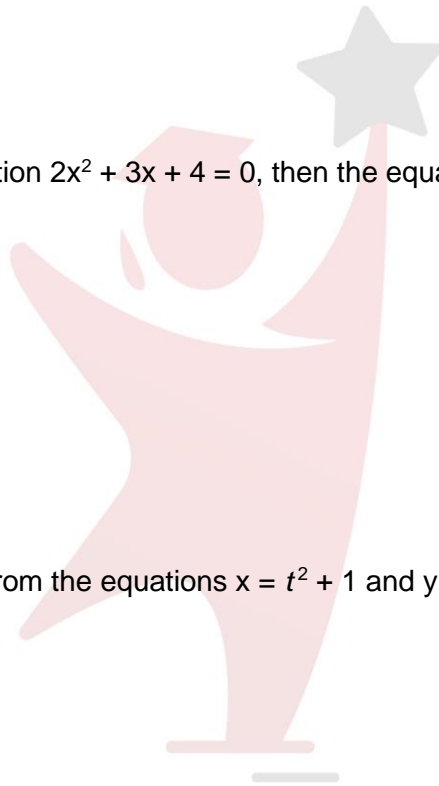 tion 2x² + 3x + 4 = 0, then the equa
rom the equations x = t² + 1 and y